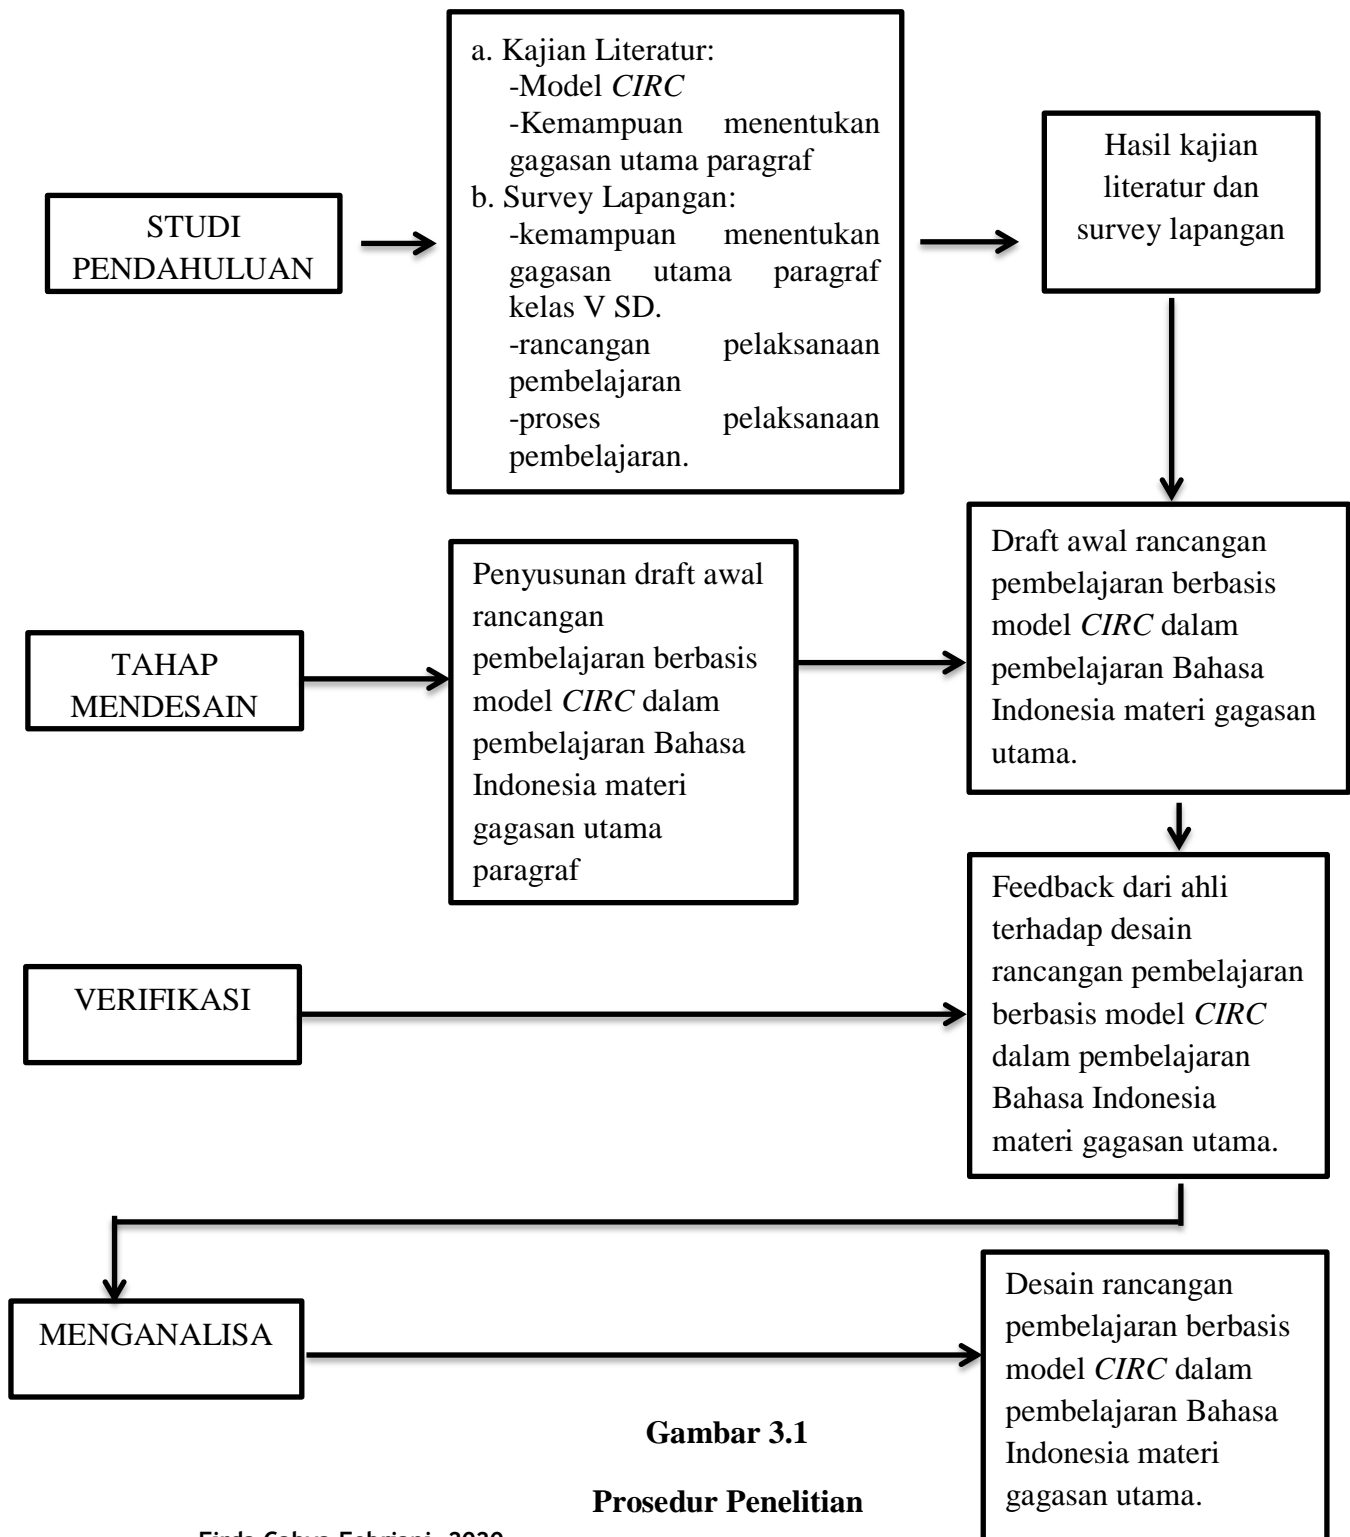 STUDI
PENDAHULUAN
a. Kajian Literatur:
-Model CIRC
-Kemampuan menentukan
gagasan utama paragraf
b. Survey Lapangan:
-kemampuan menentukan
gagasan utama paragraf
kelas V SD.
-rancangan pelaksanaan
pembelajaran
-proses pelaksanaan
pembelajaran.
Hasil kajian
literatur dan
survey lapangan
TAHAP
MENDESAIN
Penyusunan draft awal
rancangan
pembelajaran berbasis
model CIRC dalam
pembelajaran Bahasa
Indonesia materi
gagasan utama
paragraf
Draft awal rancangan
pembelajaran berbasis
model CIRC dalam
pembelajaran Bahasa
Indonesia materi gagasan
utama.
VERIFIKASI
Feedback dari ahli
terhadap desain
rancangan pembelajaran
berbasis model CIRC
dalam pembelajaran
Bahasa Indonesia
materi gagasan utama.
MENGANALISA
Desain rancangan
pembelajaran berbasis
model CIRC dalam
pembelajaran Bahasa
Indonesia materi
gagasan utama.
Gambar 3.1
Prosedur Penelitian